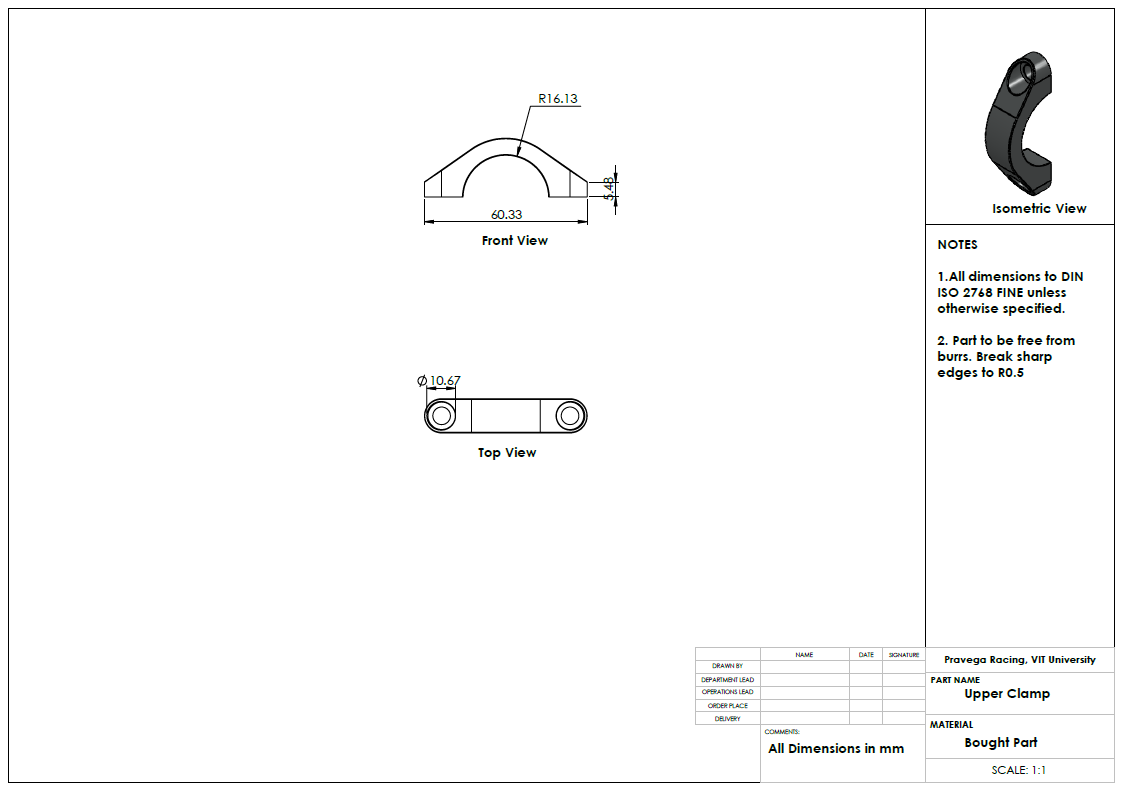 R16.13
5.48
60.33
Front View
Ø10.67
Top View
Isometric View
NOTES
1.All dimensions to DIN
ISO 2768 FINE unless
otherwise specified.
2. Part to be free from
burrs. Break sharp
edges to R0.5
NAME DATE SIGNATURE
DRAWN BY
DEPARTMENT LEAD
OPERATIONS LEAD
ORDER PLACE
DELIVERY
COMMENTS:
All Dimensions in mm
Pravega Racing, VIT University
PART NAME
Upper Clamp
MATERIAL
Bought Part
SCALE: 1:1